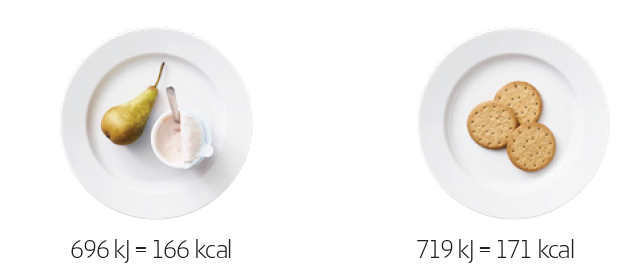 696 kJ = 166 kcal
719 kJ = 171 kcal